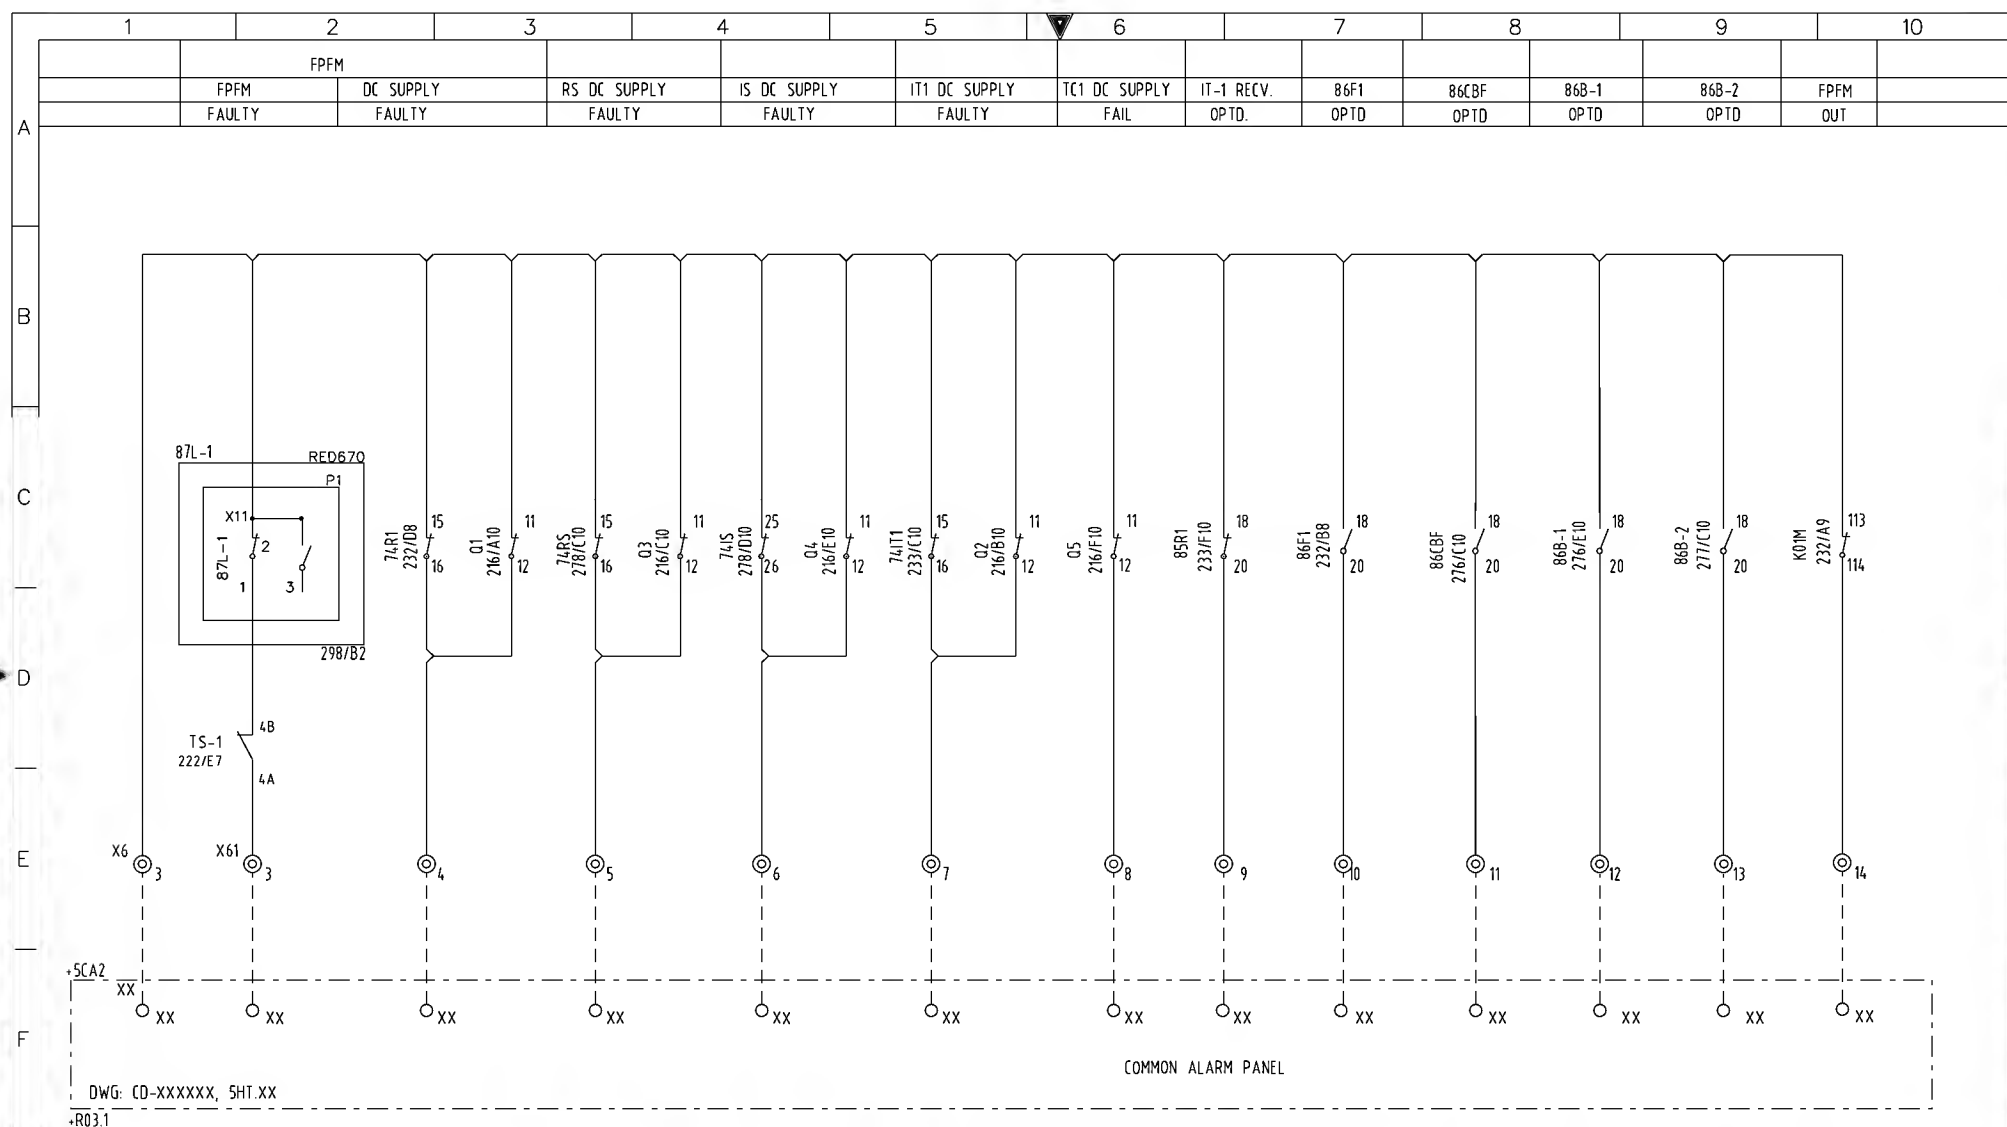 1 2 3 4 5 6 7 8 9 10
FPFM
FPFM DC SUPPLY RS DC SUPPLY IS DC SUPPLY IT1 DC SUPPLY TC1 DC SUPPLY IT-1 RECV. 86F1 86CBF 86B-1 86B-2 FPFM
FAULTY FAULTY FAULTY FAULTY FAULTY FAIL OPTD. OPTD OPTD OPTD OPTD OUT
A
B
C
D
E
F
87L-1 RED670
P1
X11
87L-1
2
1 3
298/B2
TS-1
222/E7
4B
4A
74R1
232/D8
15
16
Q1
216/A10
11
12
74RS
278/C10
15
16
Q3
216/C10
11
12
74IS
278/D10
25
26
Q4
216/E10
11
12
74IT1
233/C10
15
16
Q2
216/B10
11
12
Q5
216/F10
11
12
85R1
233/F10
18
20
86F1
232/B8
18
20
86CBF
276/C10
18
20
86B-1
276/E10
18
20
86B-2
277/C10
18
20
K01M
232/A9
113
114
X6 3 X61 3 4 5 6 7 8 9 10 11 12 13 14
+5CA2
XX
XX XX XX XX XX XX XX XX XX XX XX XX XX
COMMON ALARM PANEL
DWG: CD-XXXXXX, SHT.XX
+R03.1